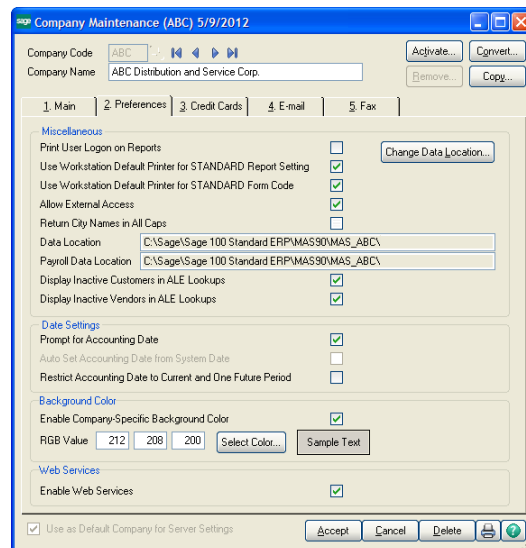 sage Company Maintenance (ABC) 5/9/2012
Company Code ABC Activate... Convert...
Company Name ABC Distribution and Service Corp. Remove... Copy...
1. Main 2. Preferences 3. Credit Cards 4. E-mail 5. Fax
Miscellaneous
Print User Logon on Reports Change Data Location...
Use Workstation Default Printer for STANDARD Report Setting
Use Workstation Default Printer for STANDARD Form Code
Allow External Access
Return City Names in All Caps
Data Location C:\Sage\Sage 100 Standard ERP\MAS90\MAS_ABC\
Payroll Data Location C:\Sage\Sage 100 Standard ERP\MAS90\MAS_ABC\
Display Inactive Customers in ALE Lookups
Display Inactive Vendors in ALE Lookups
Date Settings
Prompt for Accounting Date
Auto Set Accounting Date from System Date
Restrict Accounting Date to Current and One Future Period
Background Color
Enable Company-Specific Background Color
RGB Value 212 208 200 Select Color... Sample Text
Web Services
Enable Web Services
Use as Default Company for Server Settings Accept Cancel Delete